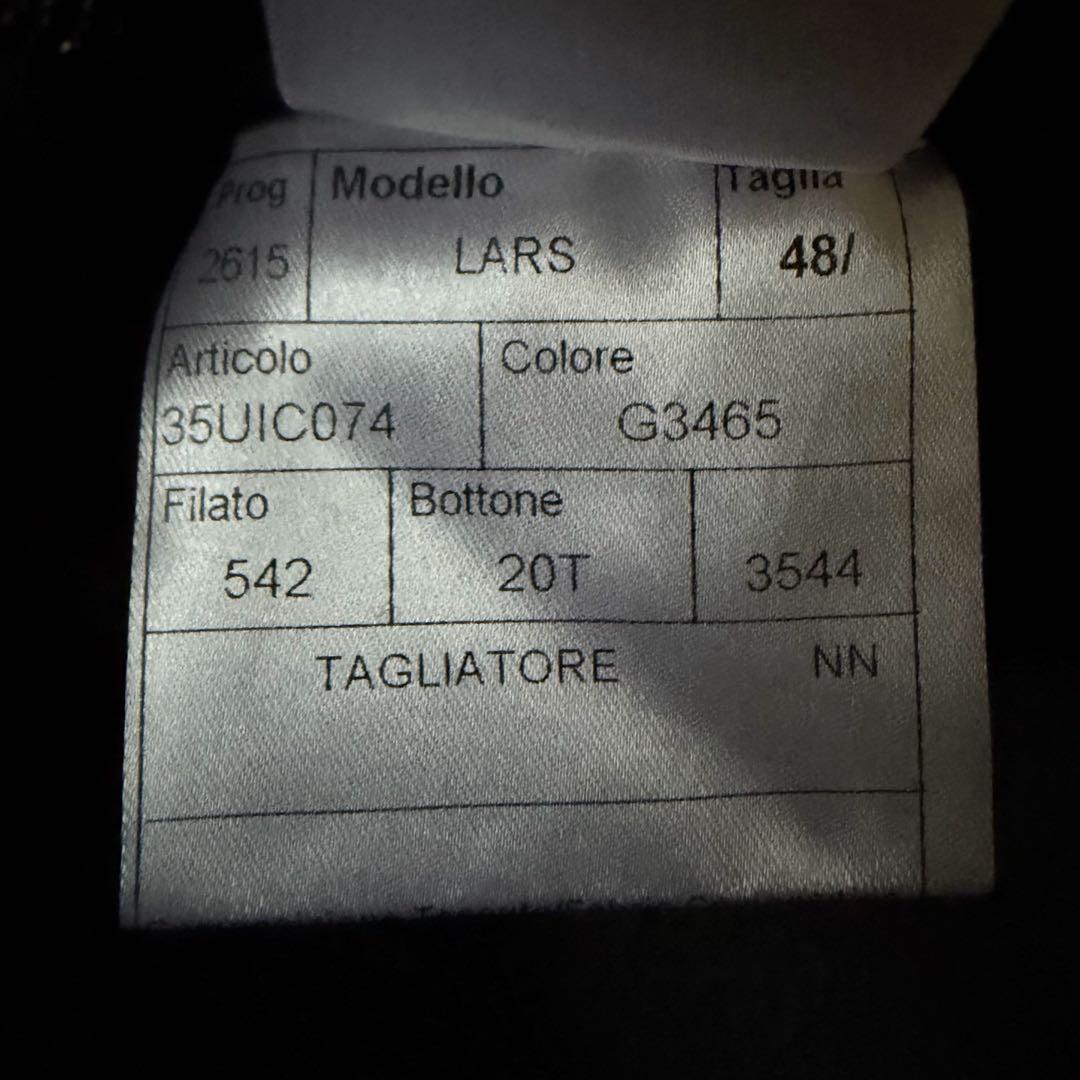 Prog Modello Taglia
2615 LARS 48/
Articolo Colore
35UIC074 G3465
Filato Bottone
542 20T 3544
TAGLIATORE NN